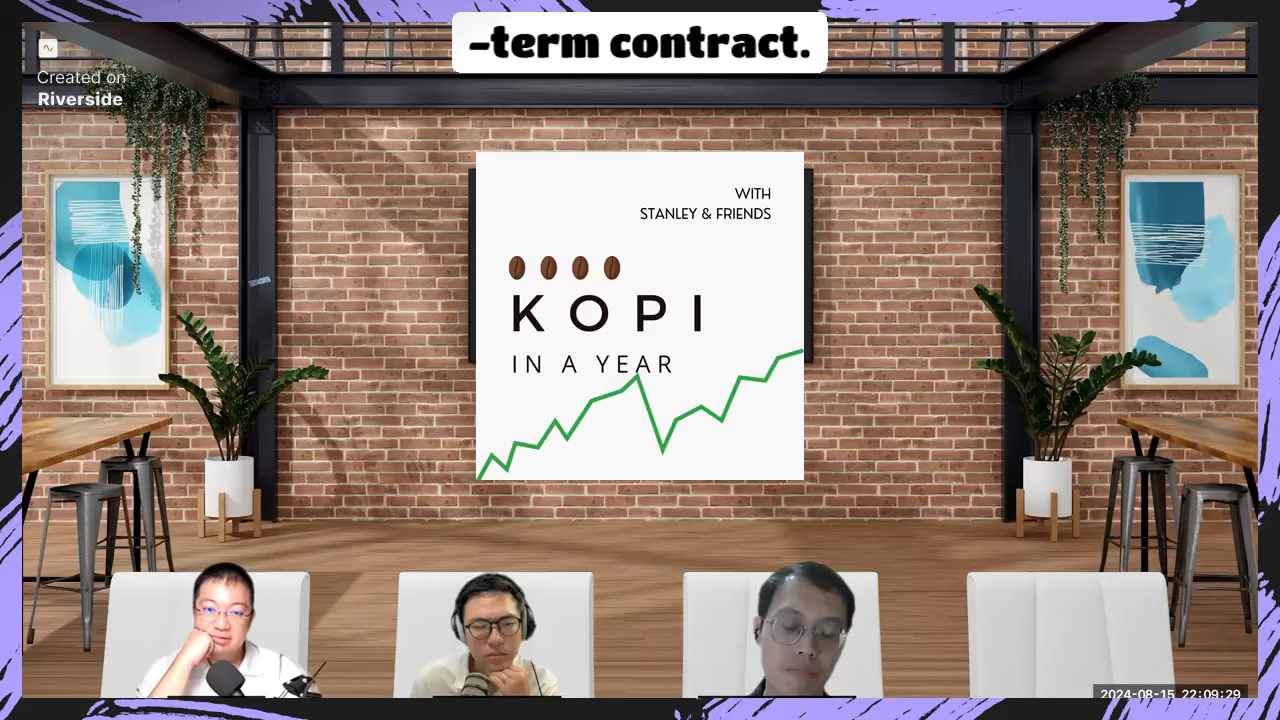 -term contract.
Created on
Riverside
WITH
STANLEY & FRIENDS
KOPI
IN A YEAR
2024-08-15 22:09:29